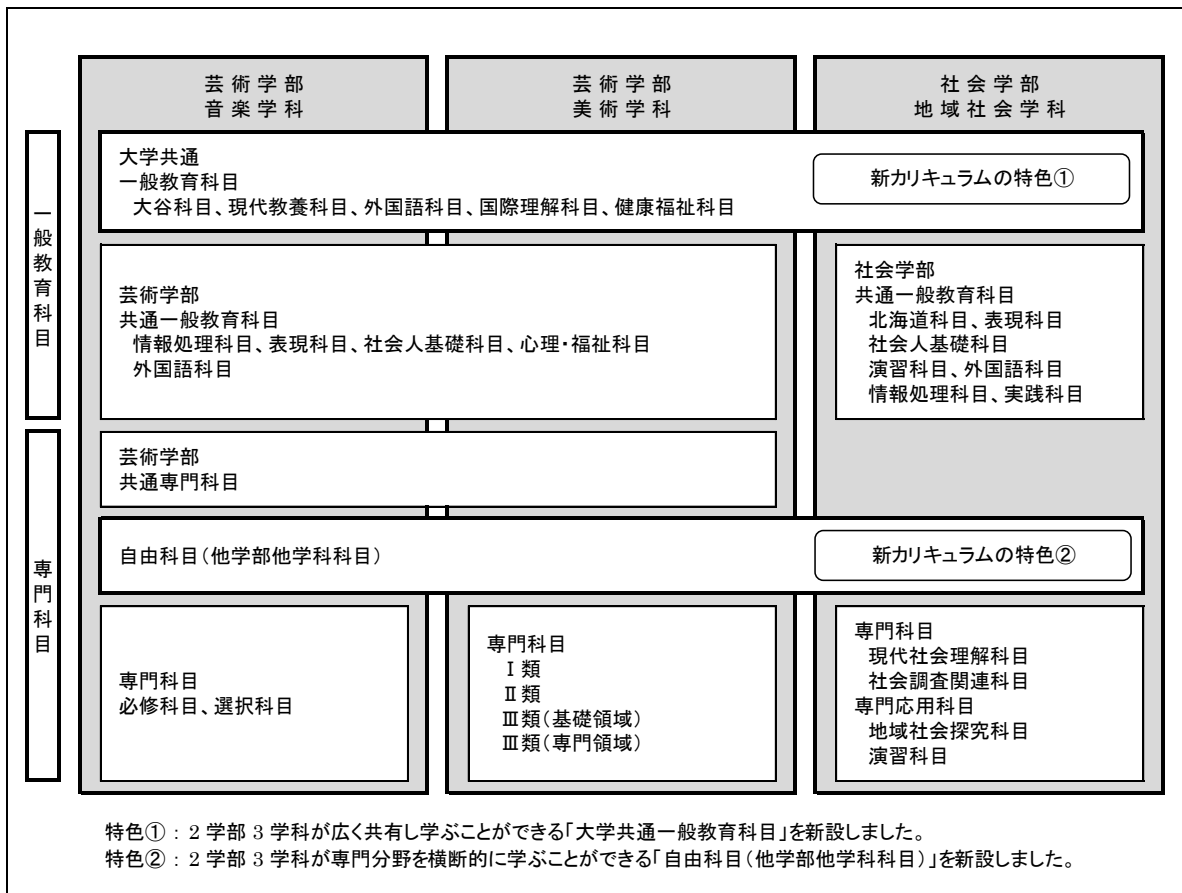 芸術学部
音楽学科
芸術学部
美術学科
社会学部
地域社会学科
一般教育科目
大学共通
一般教育科目
大谷科目、現代教養科目、外国語科目、国際理解科目、健康福祉科目
新カリキュラムの特色①
芸術学部
共通一般教育科目
情報処理科目、表現科目、社会人基礎科目、心理・福祉科目
外国語科目
社会学部
共通一般教育科目
北海道科目、表現科目
社会人基礎科目
演習科目、外国語科目
情報処理科目、実践科目
専門科目
芸術学部
共通専門科目
自由科目(他学部他学科科目)
新カリキュラムの特色②
専門科目
必修科目、選択科目
専門科目
Ⅰ類
Ⅱ類
Ⅲ類(基礎領域)
Ⅲ類(専門領域)
専門科目
現代社会理解科目
社会調査関連科目
専門応用科目
地域社会探究科目
演習科目
特色①：2 学部 3 学科が広く共有し学ぶことができる「大学共通一般教育科目」を新設しました。
特色②：2 学部 3 学科が専門分野を横断的に学ぶことができる「自由科目(他学部他学科科目)」を新設しました。